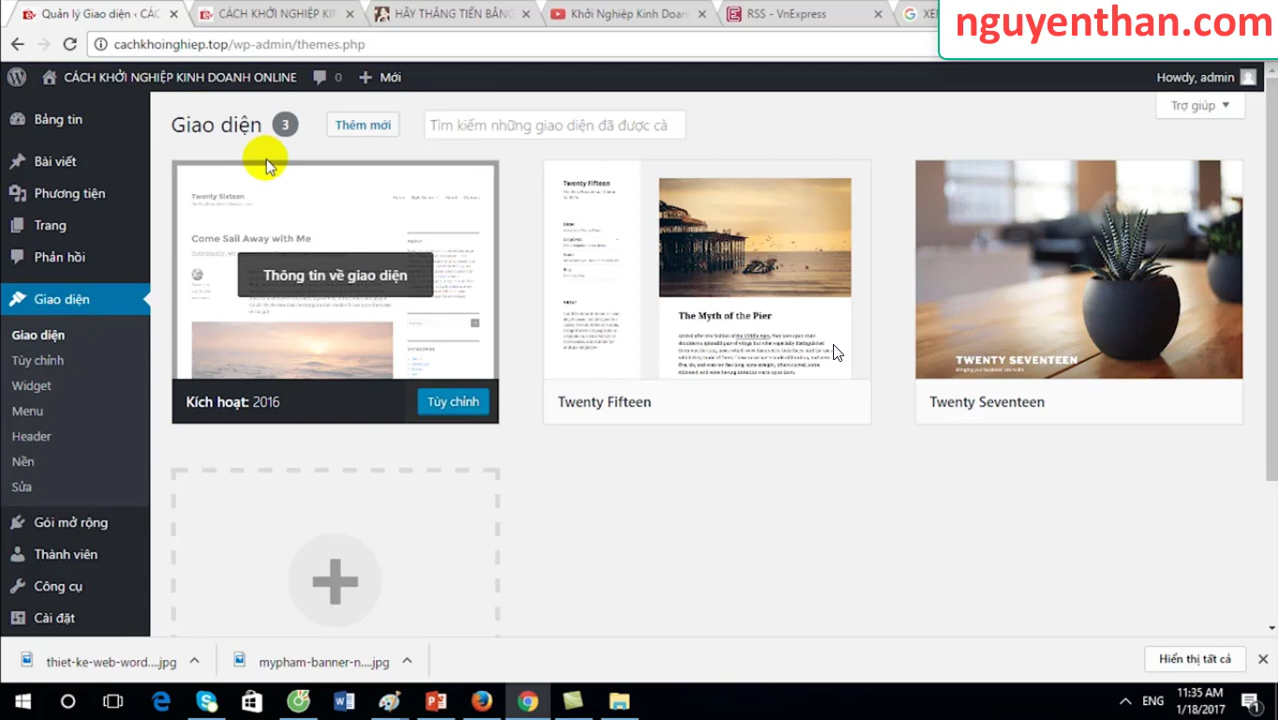 Quản lý Giao diện ‹ CÁC
CÁCH KHỞI NGHIỆP KIN
HÃY THĂNG TIẾN BẰNG
Khởi Nghiệp Kinh Doan
RSS - VnExpress
XEN
nguyenthan.com
cachkhoinghiep.top/wp-admin/themes.php
CÁCH KHỞI NGHIỆP KINH DOANH ONLINE
0
Mới
Howdy, admin
Trợ giúp
Bảng tin
Bài viết
Phương tiện
Trang
Phản hồi
Giao diện
Giao diện
Tùy chỉnh
Widget
Menu
Header
Nền
Sửa
Gói mở rộng
Thành viên
Công cụ
Cài đặt
Giao diện 3
Thêm mới
Tìm kiếm những giao diện đã được cà
Twenty Sixteen
Come Sail Away with Me
Thông tin về giao diện
Kích hoạt: 2016
Tùy chỉnh
Twenty Fifteen
The Myth of the Pier
Twenty Fifteen
TWENTY SEVENTEEN
Twenty Seventeen
thiet-ke-web-word....jpg
mypham-banner-n....jpg
Hiển thị tất cả
ENG
11:35 AM
1/18/2017
1